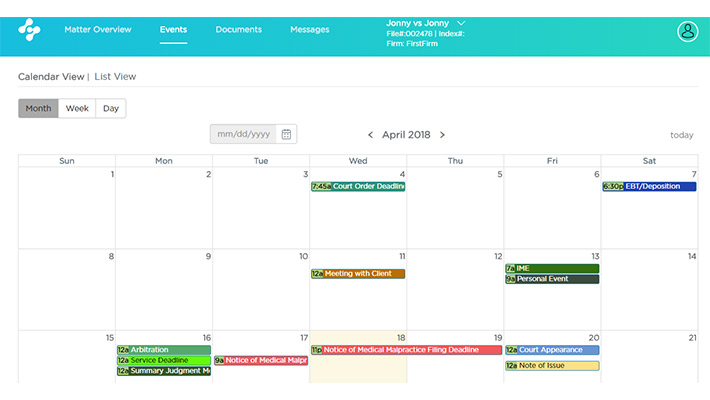 Matter Overview
Events
Documents
Messages
Jonny vs Jonny
File#:002478 | Index#:
Firm: FirstFirm
Calendar View | List View
Month Week Day
mm/dd/yyyy
April 2018
today
Sun Mon Tue Wed Thu Fri Sat
1 2 3 4 5 6 7
7:45a Court Order Deadlin
6:30p EBT/Deposition
8 9 10 11 12 13 14
12a Meeting with Client
7a IME
9a Personal Event
15 16 17 18 19 20 21
12a Arbitration
12a Service Deadline
12a Summary Judgment M
9a Notice of Medical Malpr
11p Notice of Medical Malpractice Filing Deadline
12a Court Appearance
12a Note of Issue